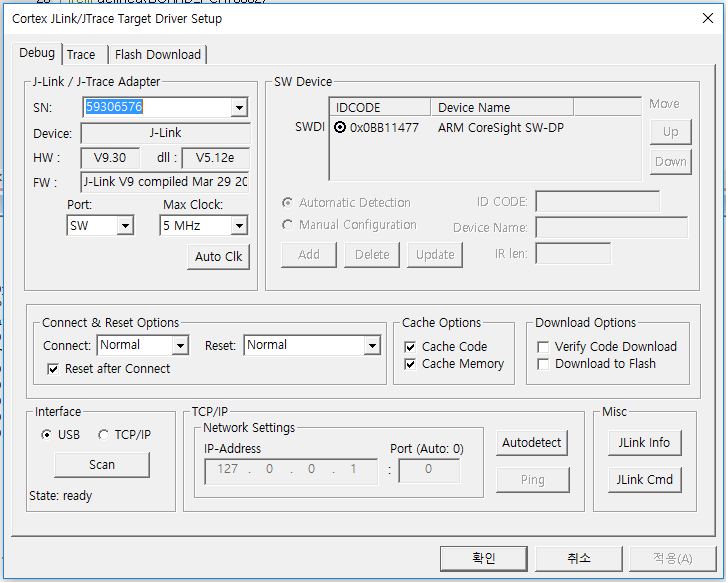 Cortex JLink/JTrace Target Driver Setup
Debug Trace Flash Download
J-Link / J-Trace Adapter
SN: 59306576
Device: J-Link
HW : V9.30 dll : V5.12e
FW : J-Link V9 compiled Mar 29 20
Port: Max Clock:
SW 5 MHz
Auto Clk
SW Device
IDCODE Device Name Move
SWDI 0x0BB11477 ARM CoreSight SW-DP Up
Down
Automatic Detection ID CODE:
Manual Configuration Device Name:
Add Delete Update IR len:
Connect & Reset Options
Connect: Normal Reset: Normal
Reset after Connect
Cache Options
Cache Code
Cache Memory
Download Options
Verify Code Download
Download to Flash
Interface
USB TCP/IP
Scan
State: ready
TCP/IP
Network Settings
IP-Address Port (Auto: 0)
127 . 0 . 0 . 1 : 0
Autodetect
Ping
Misc
JLink Info
JLink Cmd
확인 취소 적용(A)